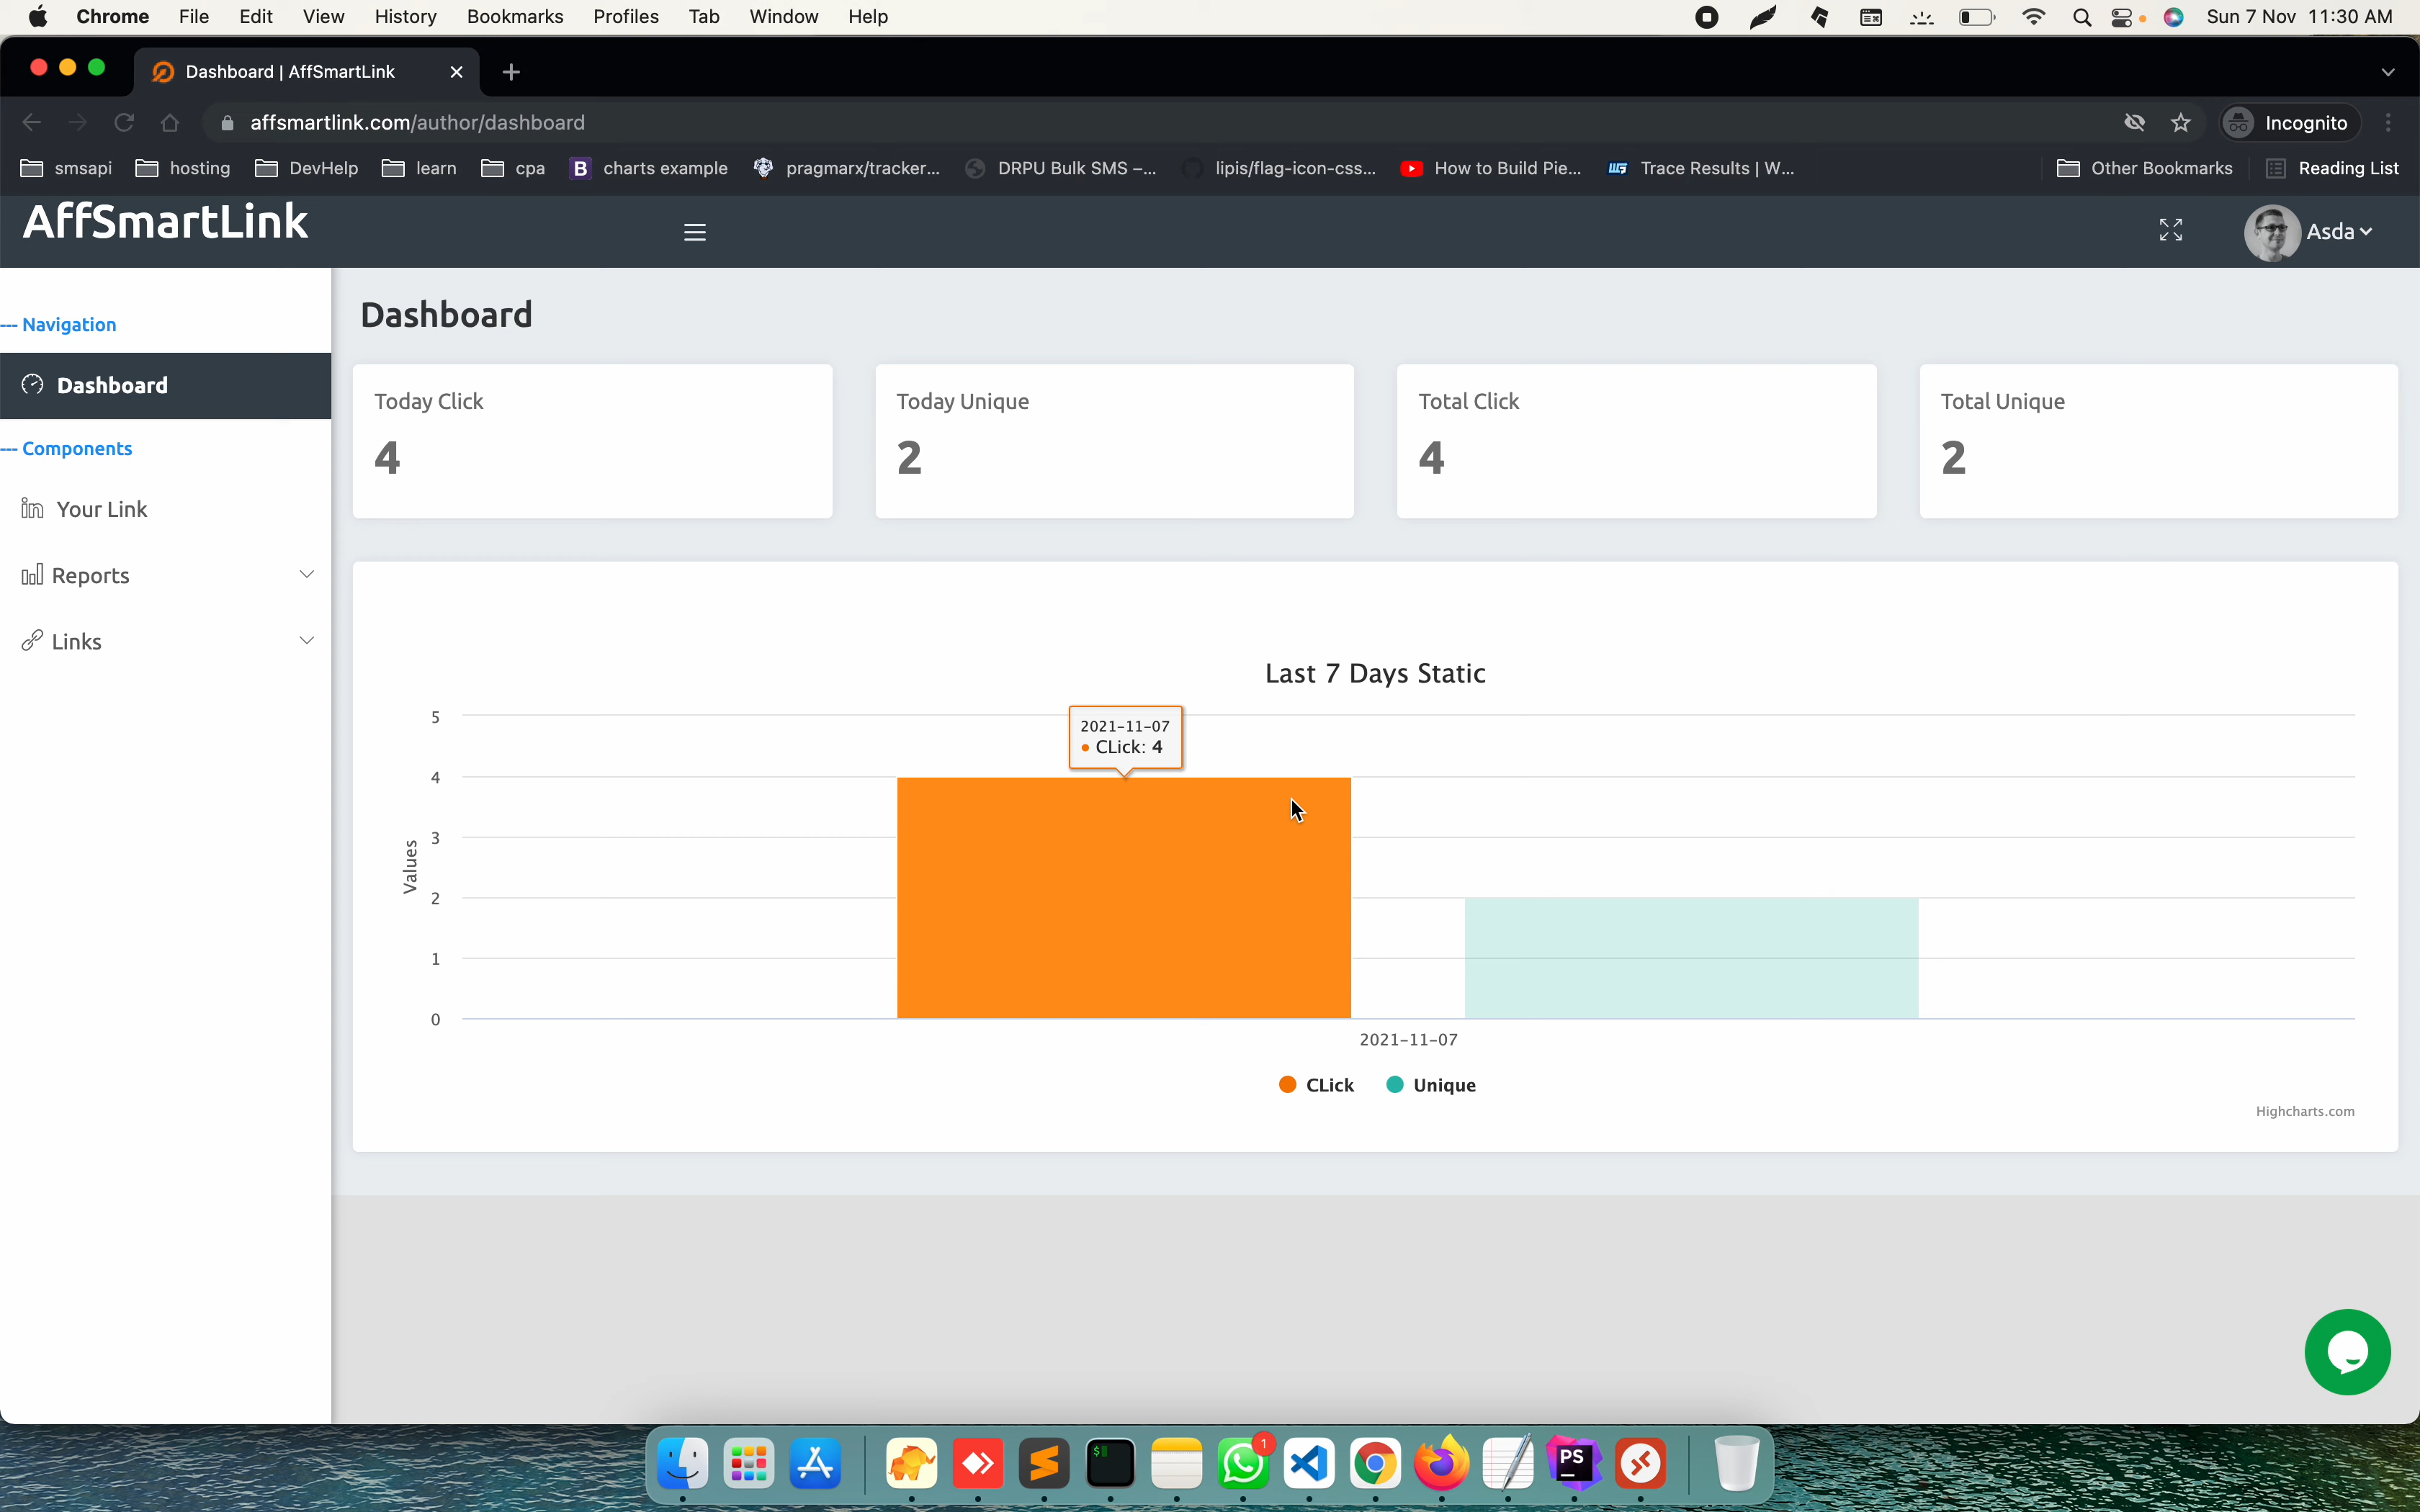 Chrome File Edit View History Bookmarks Profiles Tab Window Help Sun 7 Nov 11:30 AM
Dashboard | AffSmartLink
affsmartlink.com/author/dashboard Incognito
smsapi hosting DevHelp learn cpa B charts example pragmarx/tracker... DRPU Bulk SMS –... lipis/flag-icon-css... How to Build Pie... Trace Results | W... Other Bookmarks Reading List
AffSmartLink Asda
--- Navigation
Dashboard
--- Components
in Your Link
Reports
Links
Dashboard
Today Click Today Unique Total Click Total Unique
4 2 4 2
Last 7 Days Static
5
2021-11-07
CLick: 4
4
3
Values
2
1
0
2021-11-07
CLick Unique
Highcharts.com
1
$
PS